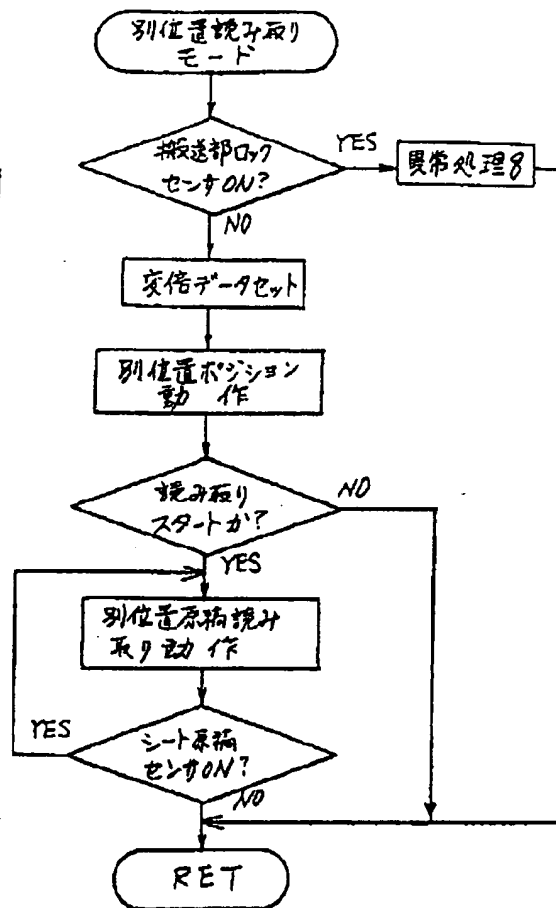 別位置読み取り
モード
搬送部ロック
センサON?
YES
異常処理8
NO
変倍データセット
別位置ポジション
動作
読み取り
スタートか?
NO
YES
別位置原稿読み
取り動作
YES
シート原稿
センサON?
NO
RET